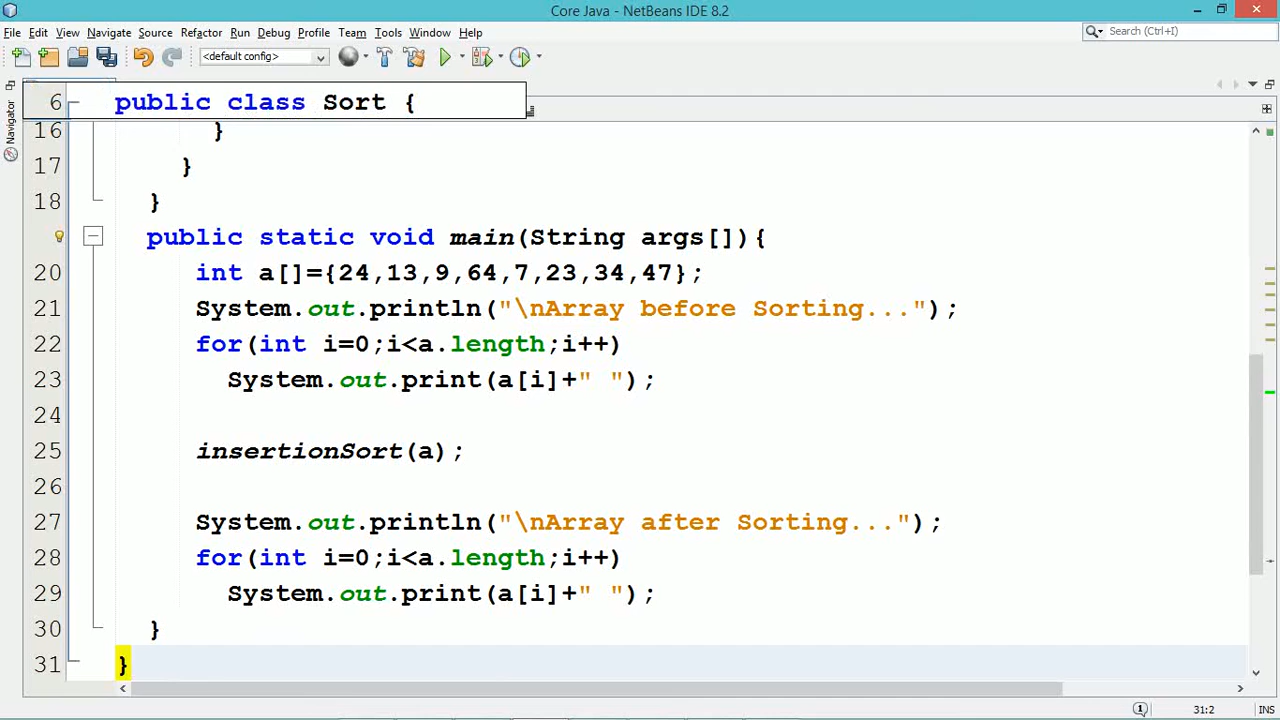 Core Java - NetBeans IDE 8.2
File Edit View Navigate Source Refactor Run Debug Profile Team Tools Window Help
Search (Ctrl+I)
<default config>
Navigator
6 public class Sort {
16 }
17 }
18 }
public static void main(String args[]){
20 int a[]={24,13,9,64,7,23,34,47};
21 System.out.println("\nArray before Sorting...");
22 for(int i=0;i<a.length;i++)
23 System.out.print(a[i]+" ");
24
25 insertionSort(a);
26
27 System.out.println("\nArray after Sorting...");
28 for(int i=0;i<a.length;i++)
29 System.out.print(a[i]+" ");
30 }
31 }
1 31:2 INS